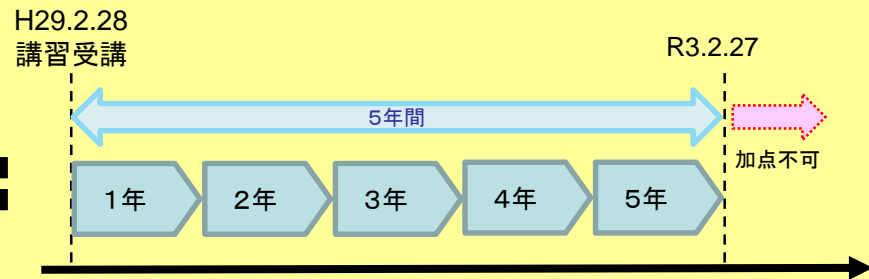 H29.2.28
講習受講
R3.2.27
5年間
加点不可
1年
2年
3年
4年
5年